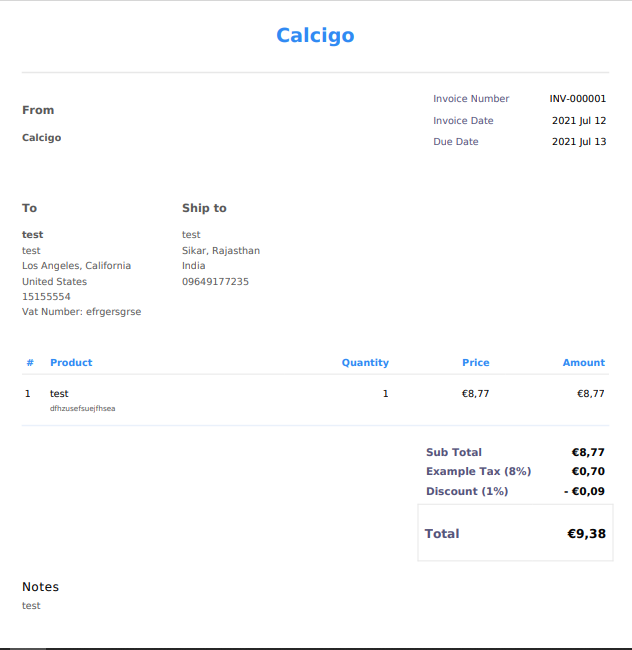 Calcigo
From
Calcigo
Invoice Number INV-000001
Invoice Date 2021 Jul 12
Due Date 2021 Jul 13
To
test
test
Los Angeles, California
United States
15155554
Vat Number: efrgersgrse
Ship to
test
Sikar, Rajasthan
India
09649177235
# Product Quantity Price Amount
1 test 1 €8,77 €8,77
dfhzusefsuejfhsea
Sub Total €8,77
Example Tax (8%) €0,70
Discount (1%) - €0,09
Total €9,38
Notes
test